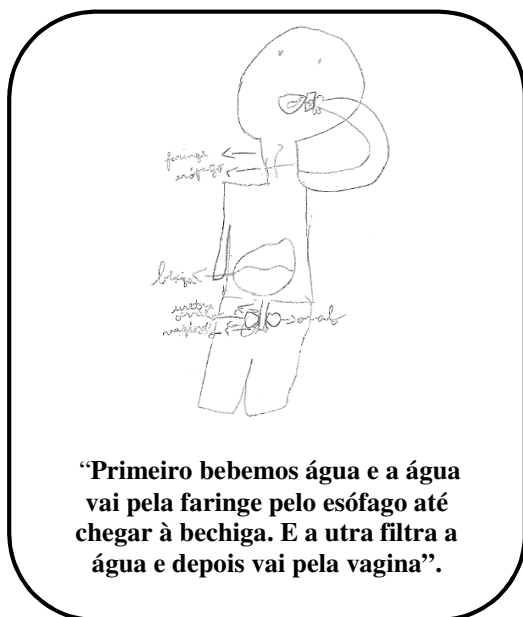 faringe
esófago
bexiga
uretra
vagina
“Primeiro bebemos água e a água
vai pela faringe pelo esófago até
chegar à bechiga. E a utra filtra a
água e depois vai pela vagina”.